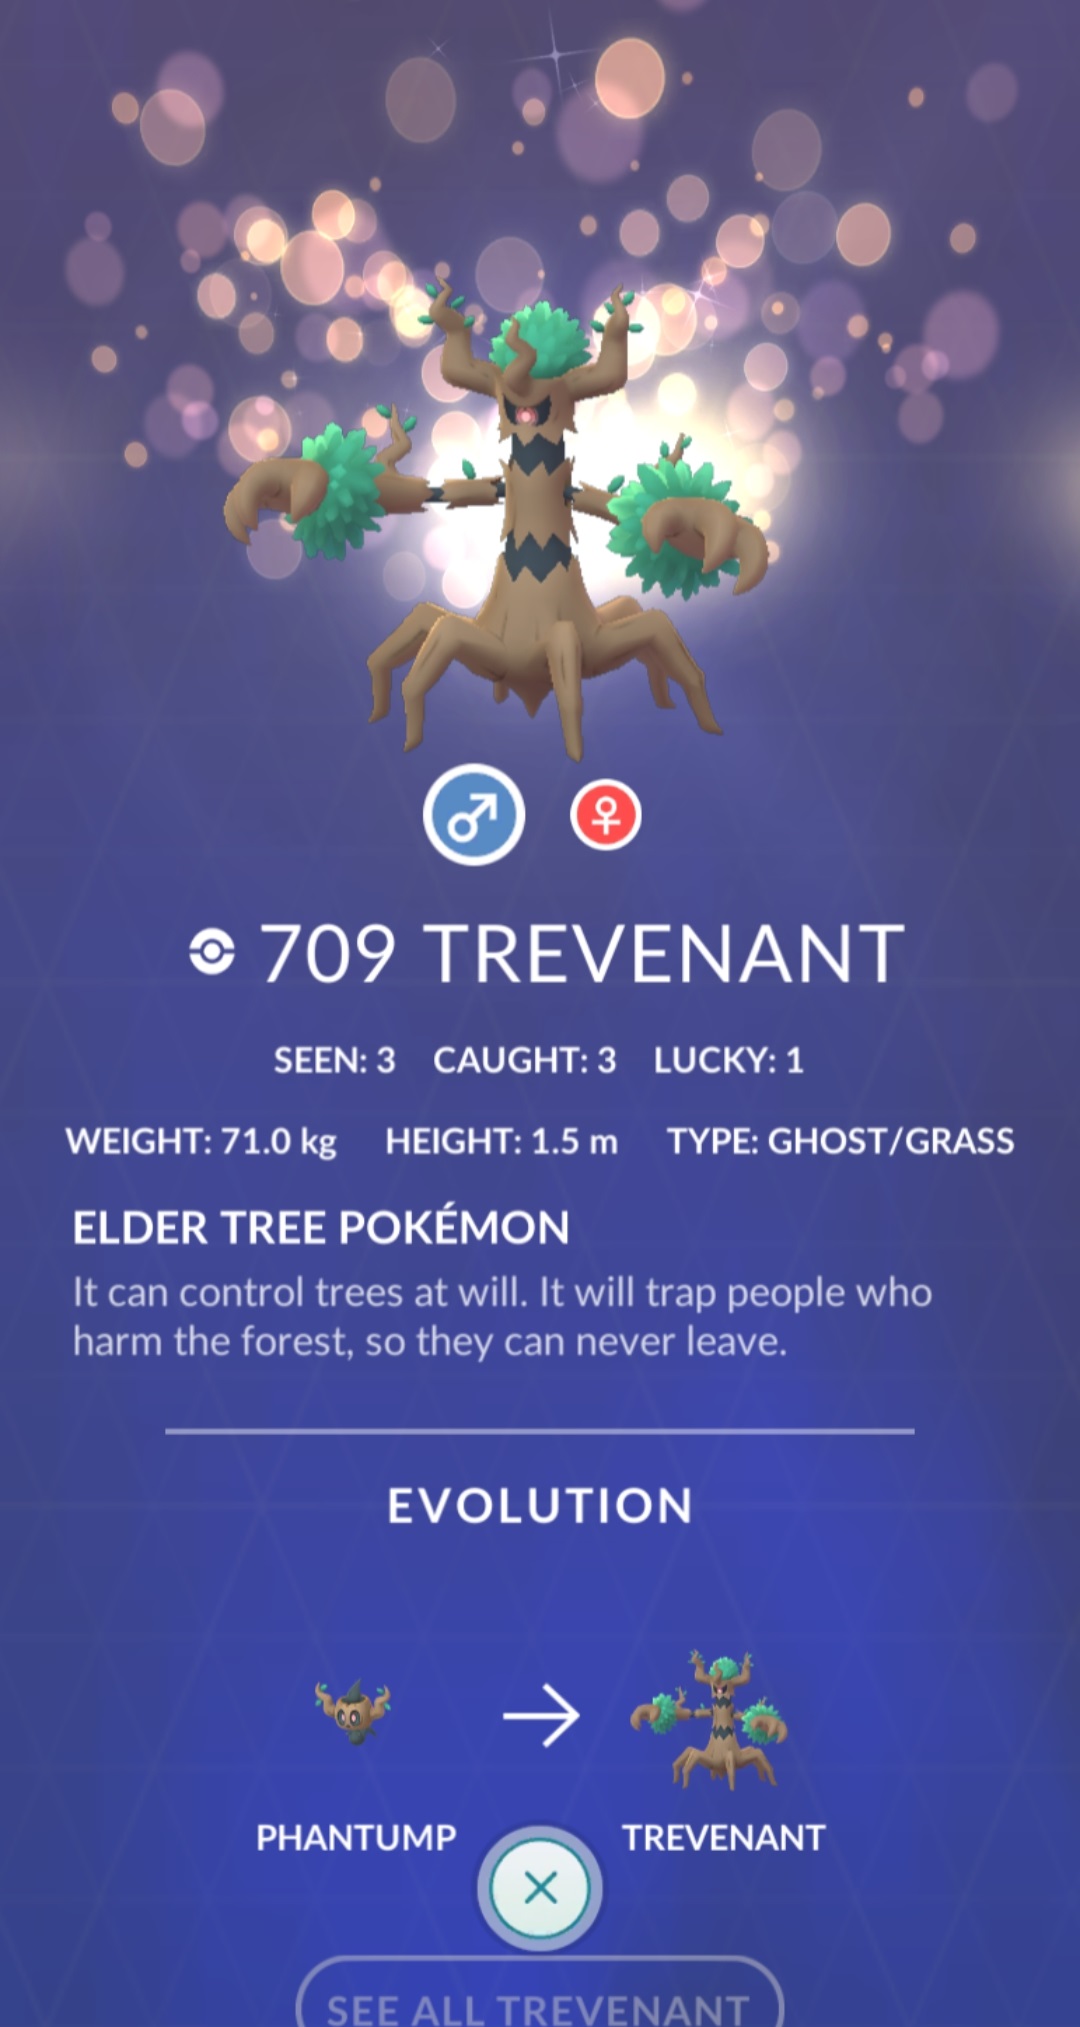 709 TREVENANT
SEEN: 3 CAUGHT: 3 LUCKY: 1
WEIGHT: 71.0 kg HEIGHT: 1.5 m TYPE: GHOST/GRASS
ELDER TREE POKÉMON
It can control trees at will. It will trap people who
harm the forest, so they can never leave.
EVOLUTION
PHANTUMP TREVENANT
SEE ALL TREVENANT